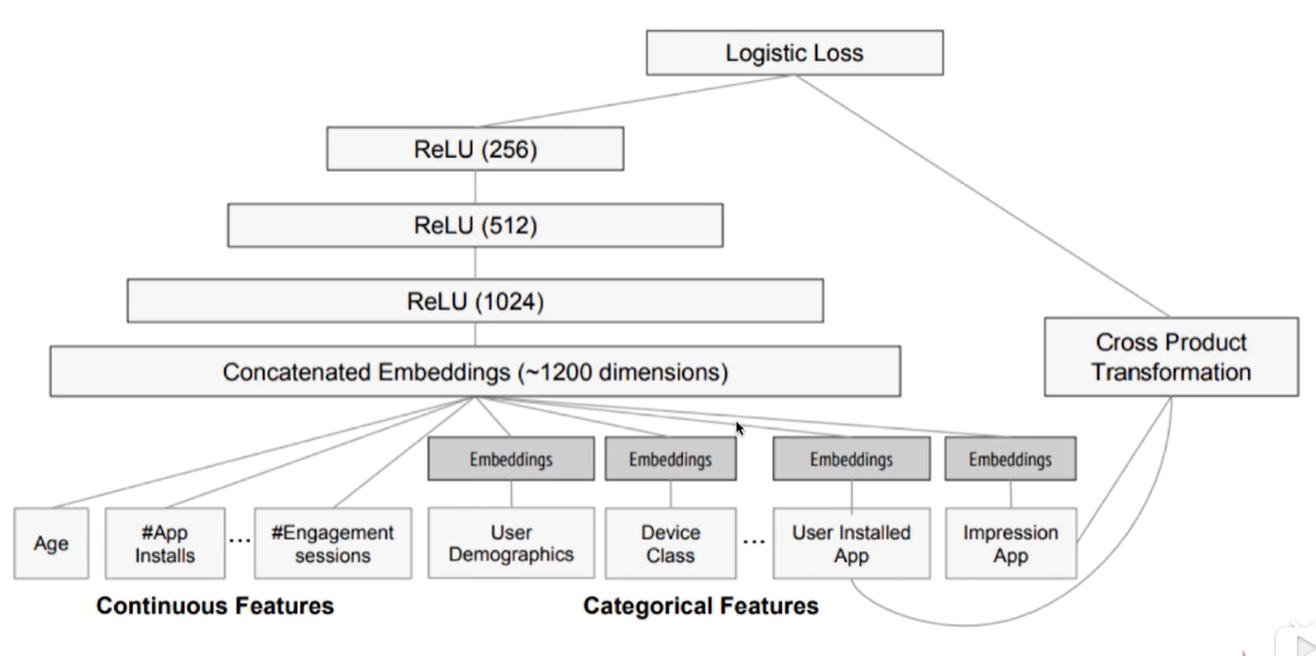 Logistic Loss
ReLU (256)
ReLU (512)
ReLU (1024)
Concatenated Embeddings (~1200 dimensions)
Cross Product
Transformation
Embeddings
Embeddings
Embeddings
Embeddings
Age
#App
Installs
...
#Engagement
sessions
User
Demographics
Device
Class
...
User Installed
App
Impression
App
Continuous Features
Categorical Features